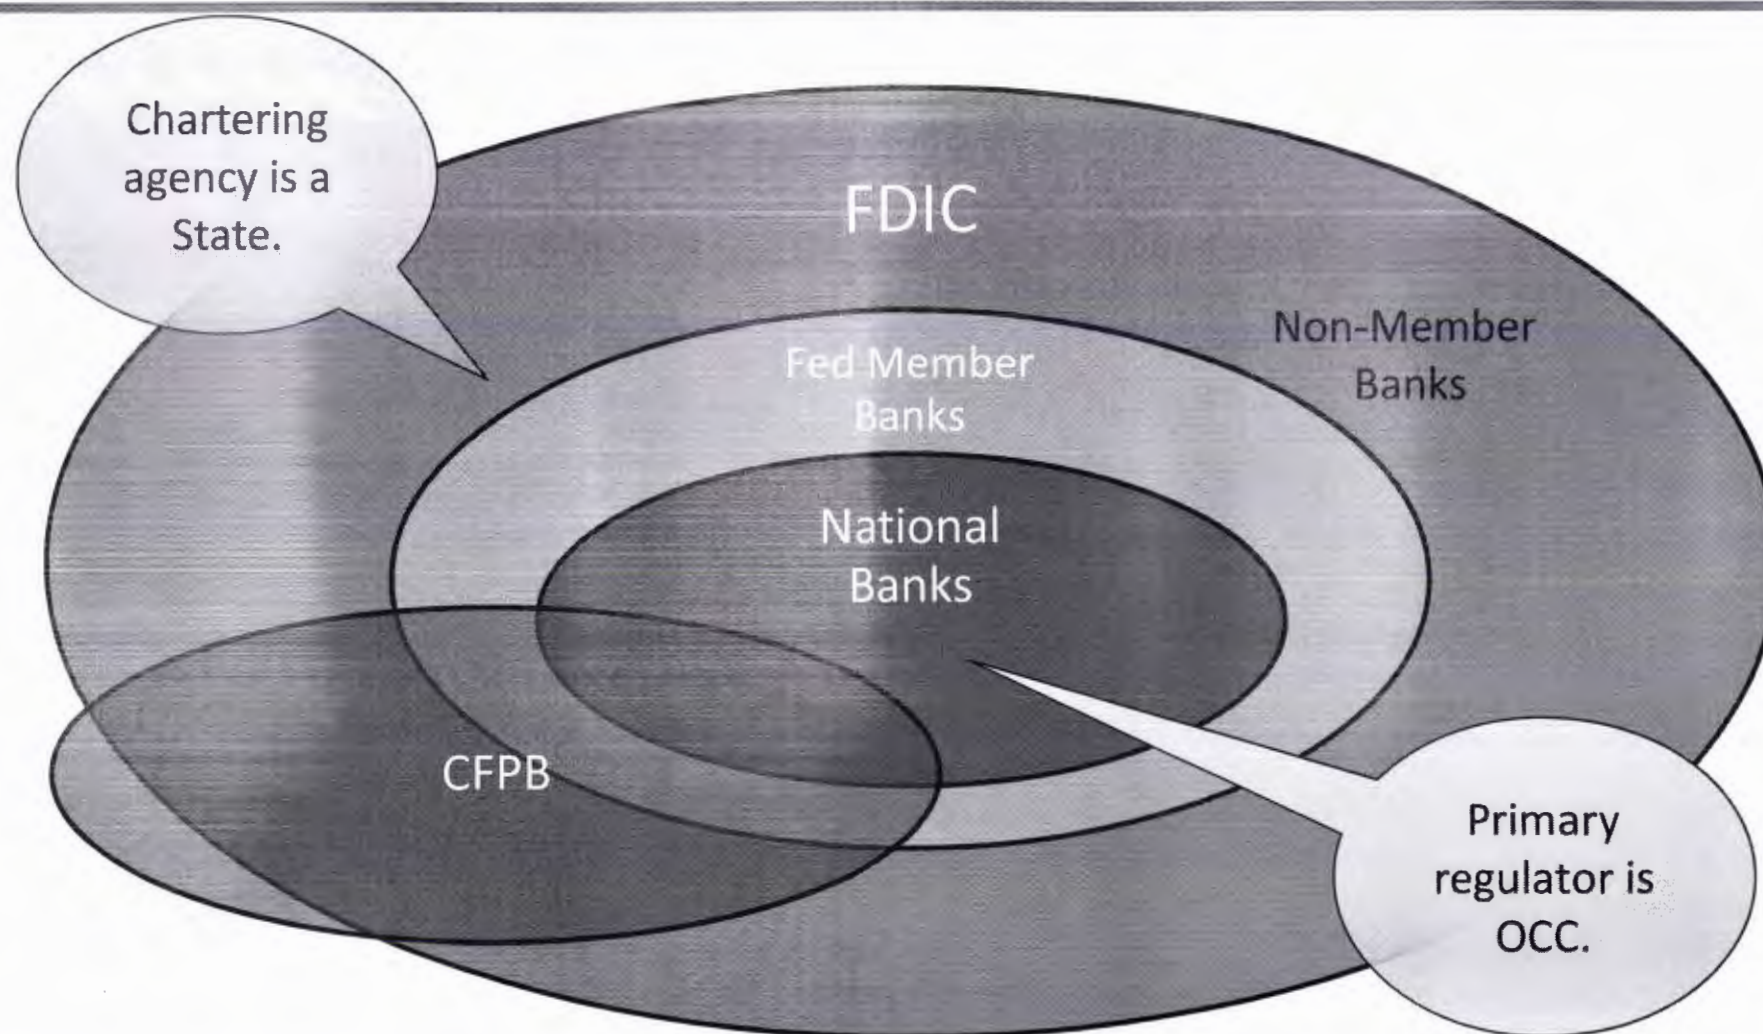 Chartering
agency is a
State.
FDIC
Non-Member
Banks
Fed Member
Banks
National
Banks
CFPB
Primary
regulator is
OCC.